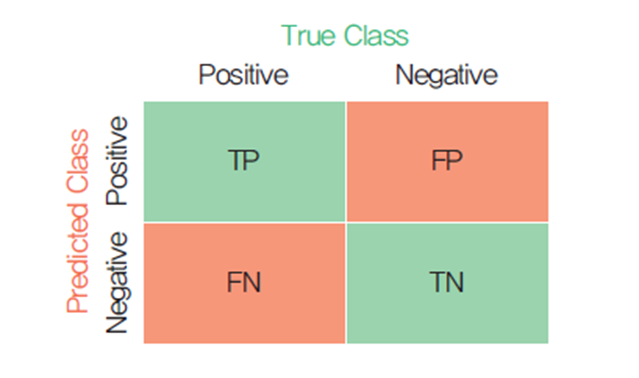 True Class
Positive Negative
Predicted Class
Positive
TP FP
Negative
FN TN